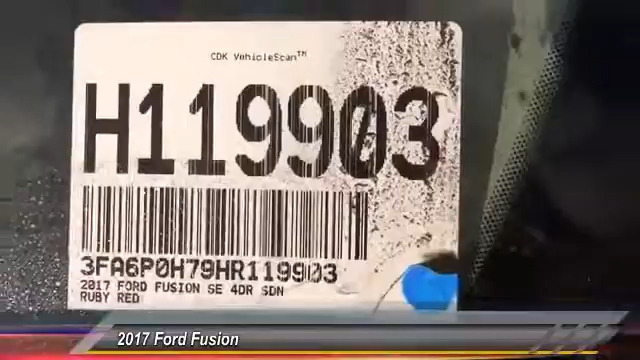 CDK VehicleScan™
H119903
3FA6P0H79HR119903
2017 FORD FUSION SE 4DR SDN
RUBY RED
2017 Ford Fusion